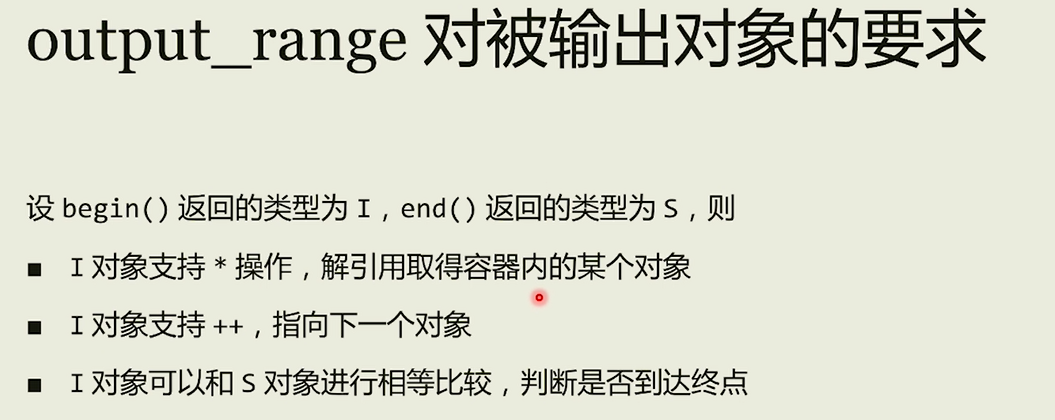 output_range 对被输出对象的要求
设 begin() 返回的类型为 I，end() 返回的类型为 S，则
■ I 对象支持 * 操作，解引用取得容器内的某个对象
■ I 对象支持 ++，指向下一个对象
■ I 对象可以和 S 对象进行相等比较，判断是否到达终点